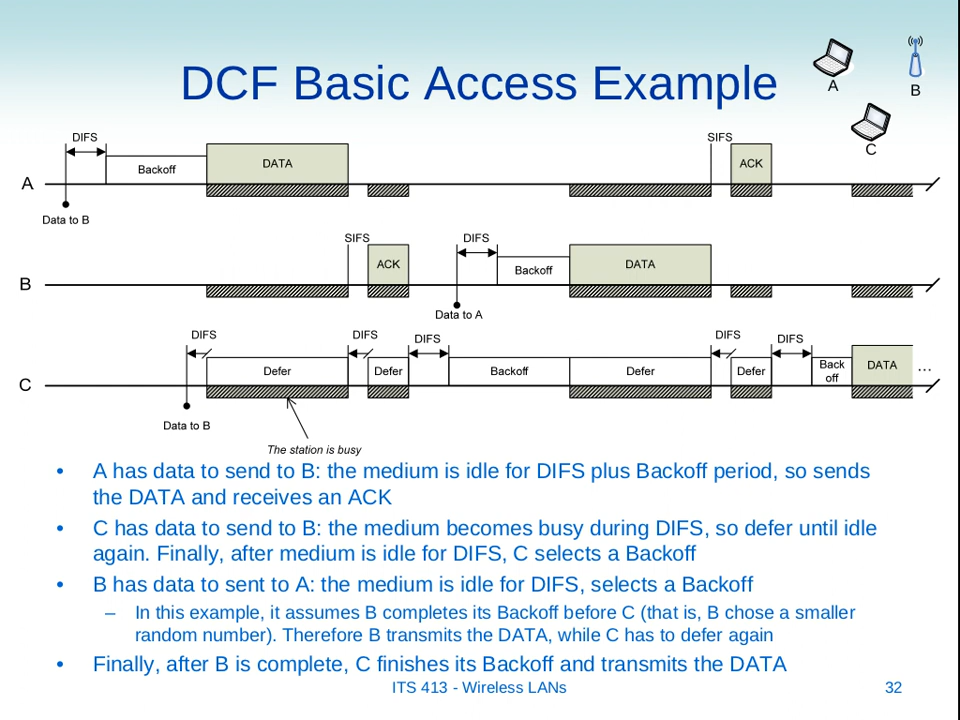 DCF Basic Access Example
A
B
C
DIFS
SIFS
Backoff
DATA
ACK
A
Data to B
SIFS
DIFS
ACK
Backoff
DATA
B
Data to A
DIFS
DIFS
DIFS
DIFS
DIFS
Defer
Defer
Backoff
Defer
Defer
Back
off
DATA
...
C
Data to B
The station is busy
• A has data to send to B: the medium is idle for DIFS plus Backoff period, so sends
the DATA and receives an ACK
• C has data to send to B: the medium becomes busy during DIFS, so defer until idle
again. Finally, after medium is idle for DIFS, C selects a Backoff
• B has data to sent to A: the medium is idle for DIFS, selects a Backoff
– In this example, it assumes B completes its Backoff before C (that is, B chose a smaller
random number). Therefore B transmits the DATA, while C has to defer again
• Finally, after B is complete, C finishes its Backoff and transmits the DATA
ITS 413 - Wireless LANs
32